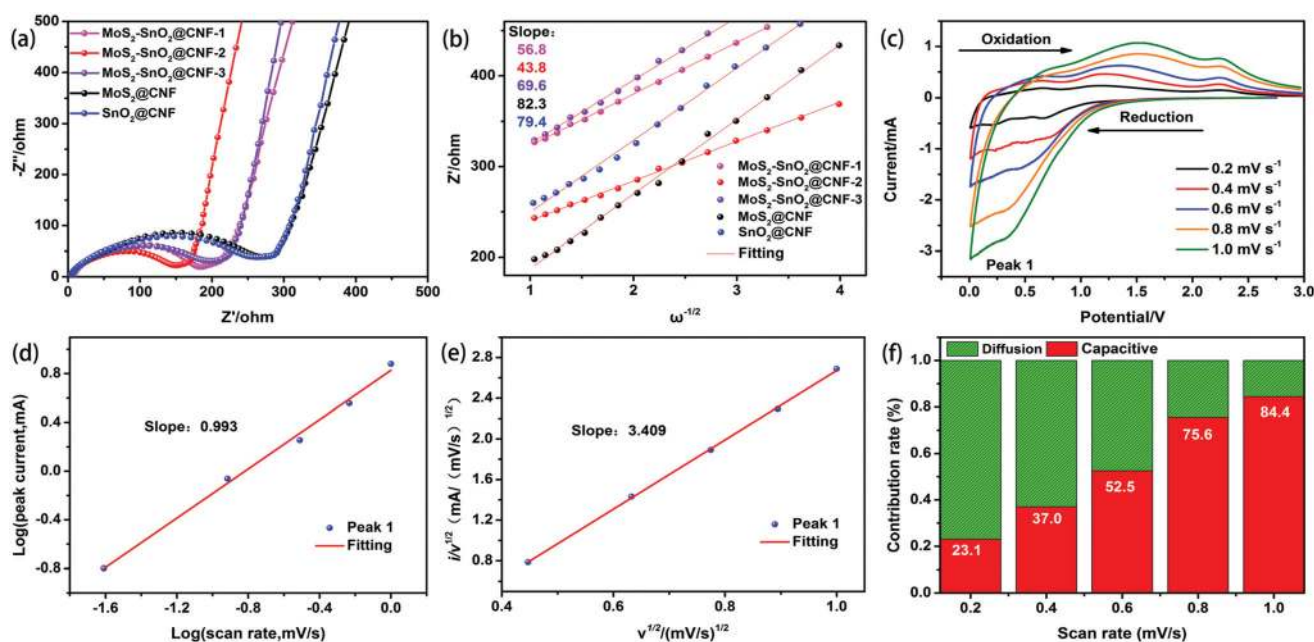 (a)
MoS2-SnO2@CNF-1
MoS2-SnO2@CNF-2
MoS2-SnO2@CNF-3
MoS2@CNF
SnO2@CNF
-Z''/ohm
500
400
300
200
100
0
0
100
200
300
400
500
Z'/ohm
(b)
Slope:
56.8
43.8
69.6
82.3
79.4
MoS2-SnO2@CNF-1
MoS2-SnO2@CNF-2
MoS2-SnO2@CNF-3
MoS2@CNF
SnO2@CNF
Fitting
Z'/ohm
400
300
200
1
2
3
4
ω-1/2
(c)
Oxidation
Reduction
0.2 mV s-1
0.4 mV s-1
0.6 mV s-1
0.8 mV s-1
1.0 mV s-1
Peak 1
Current/mA
1
0
-1
-2
-3
0.0
0.5
1.0
1.5
2.0
2.5
3.0
Potential/V
(d)
Slope: 0.993
Peak 1
Fitting
Log(peak current,mA)
0.8
0.4
0.0
-0.4
-0.8
-1.6
-1.2
-0.8
-0.4
0.0
Log(scan rate,mV/s)
(e)
Slope: 3.409
Peak 1
Fitting
i/v1/2 (mA/ (mV/s) 1/2)
2.8
2.4
2.0
1.6
1.2
0.8
0.4
0.6
0.8
1.0
v1/2/(mV/s)1/2
(f)
Diffusion
Capacitive
Contribution rate (%)
1.0
0.8
0.6
0.4
0.2
0.0
23.1
37.0
52.5
75.6
84.4
0.2
0.4
0.6
0.8
1.0
Scan rate (mV/s)